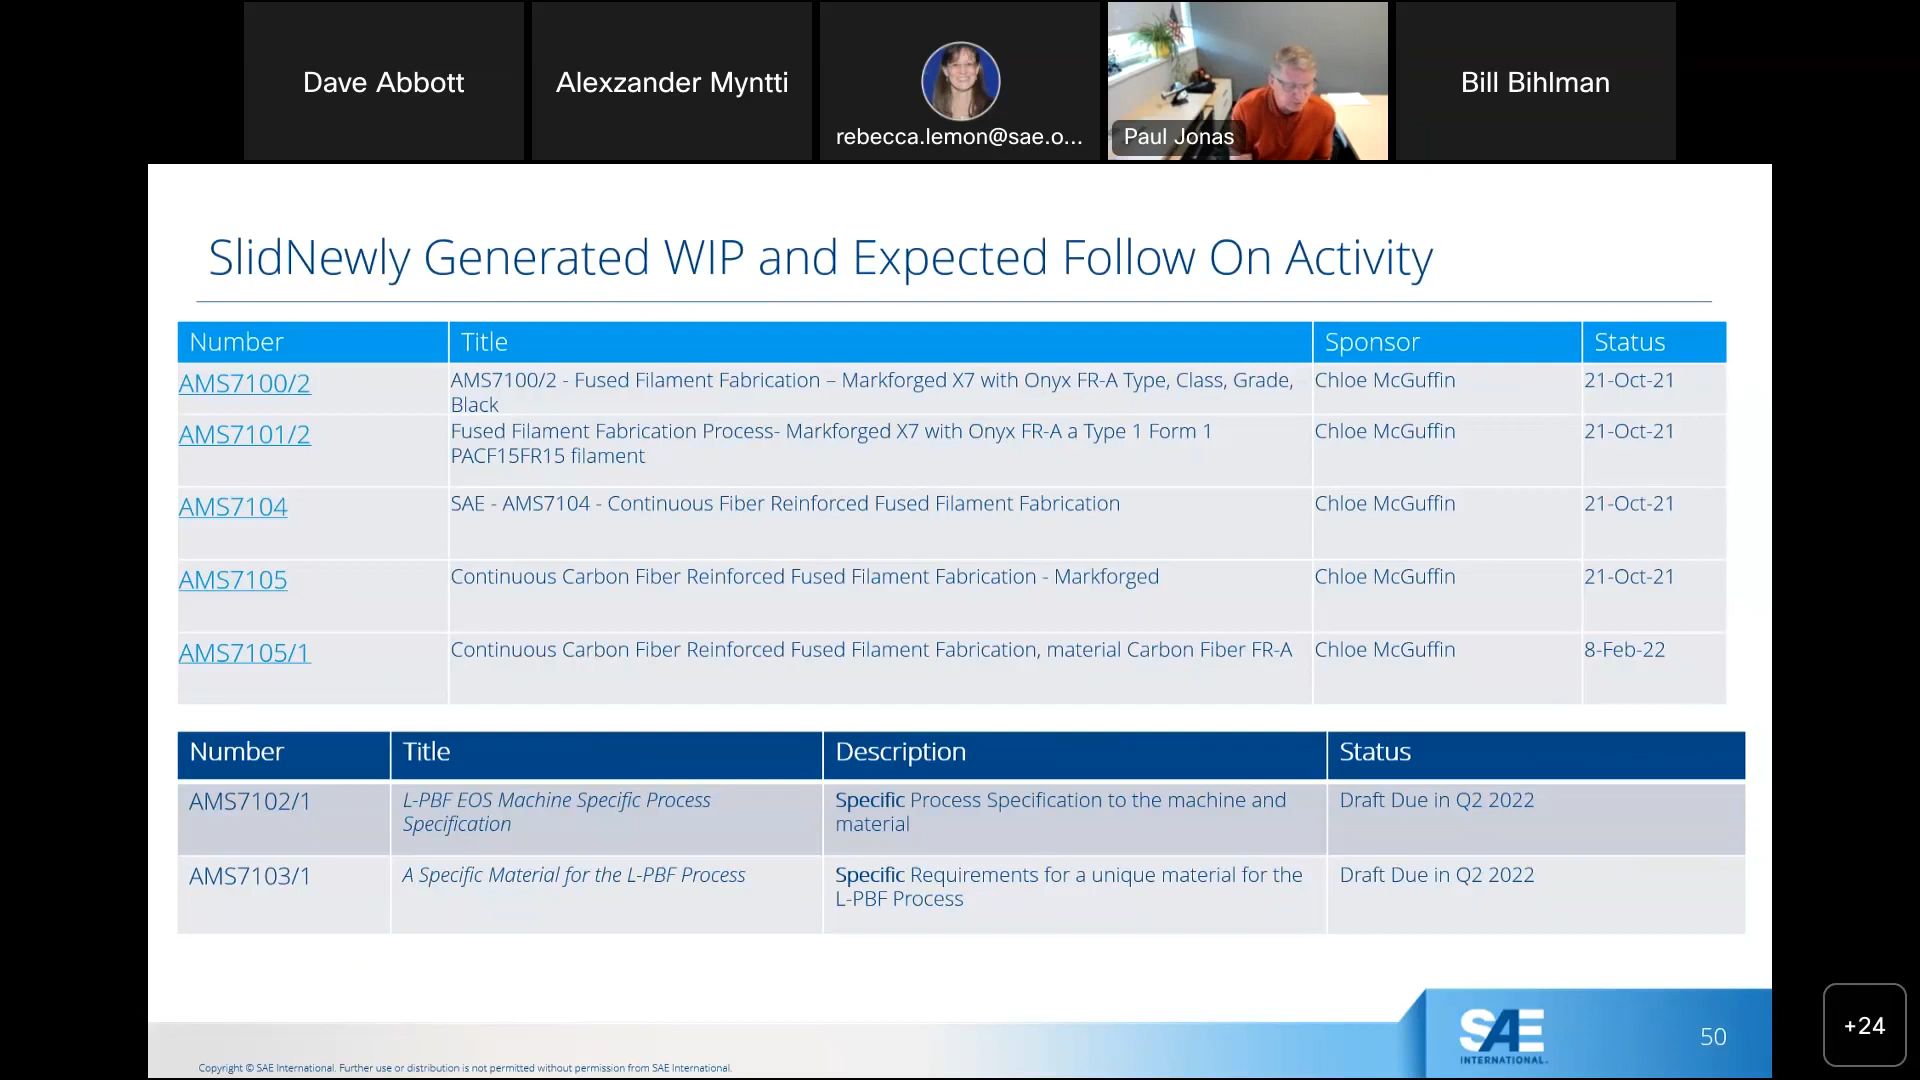 Dave Abbott
Alexzander Myntti
rebecca.lemon@sae.o...
Paul Jonas
Bill Bihlman
SlidNewly Generated WIP and Expected Follow On Activity
Number Title Sponsor Status
AMS7100/2 AMS7100/2 - Fused Filament Fabrication – Markforged X7 with Onyx FR-A Type, Class, Grade, Chloe McGuffin 21-Oct-21
Black
AMS7101/2 Fused Filament Fabrication Process- Markforged X7 with Onyx FR-A a Type 1 Form 1 Chloe McGuffin 21-Oct-21
PACF15FR15 filament
AMS7104 SAE - AMS7104 - Continuous Fiber Reinforced Fused Filament Fabrication Chloe McGuffin 21-Oct-21
AMS7105 Continuous Carbon Fiber Reinforced Fused Filament Fabrication - Markforged Chloe McGuffin 21-Oct-21
AMS7105/1 Continuous Carbon Fiber Reinforced Fused Filament Fabrication, material Carbon Fiber FR-A Chloe McGuffin 8-Feb-22
Number Title Description Status
AMS7102/1 L-PBF EOS Machine Specific Process Specific Process Specification to the machine and Draft Due in Q2 2022
Specification material
AMS7103/1 A Specific Material for the L-PBF Process Specific Requirements for a unique material for the Draft Due in Q2 2022
L-PBF Process
SAE
INTERNATIONAL.
50
+24
Copyright © SAE International. Further use or distribution is not permitted without permission from SAE International.